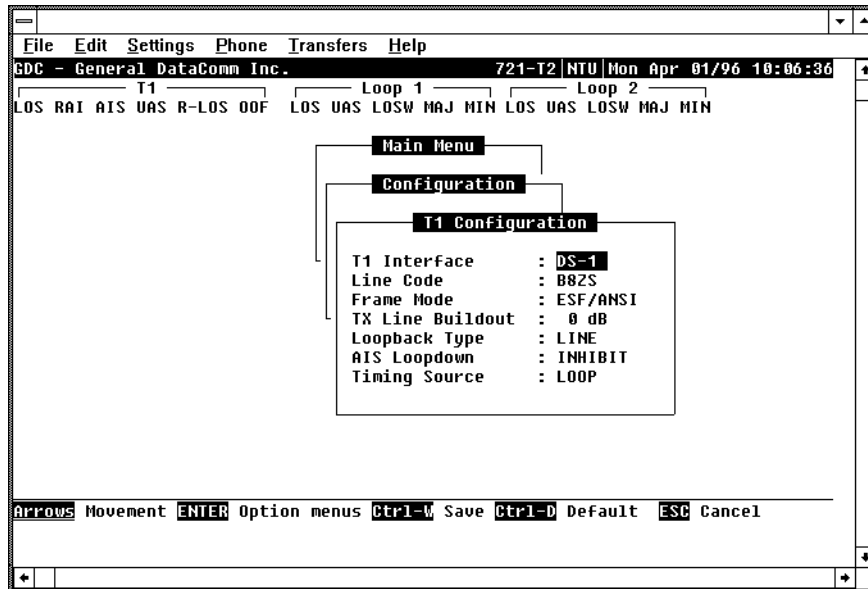 File Edit Settings Phone Transfers Help
GDC - General DataComm Inc. 721-T2|NTU|Mon Apr 01/96 10:06:36
T1 Loop 1 Loop 2
LOS RAI AIS UAS R-LOS OOF LOS UAS LOSW MAJ MIN LOS UAS LOSW MAJ MIN
Main Menu
Configuration
T1 Configuration
T1 Interface : DS-1
Line Code : B8ZS
Frame Mode : ESF/ANSI
TX Line Buildout : 0 dB
Loopback Type : LINE
AIS Loopdown : INHIBIT
Timing Source : LOOP
Arrows Movement ENTER Option menus Ctrl-W Save Ctrl-D Default ESC Cancel